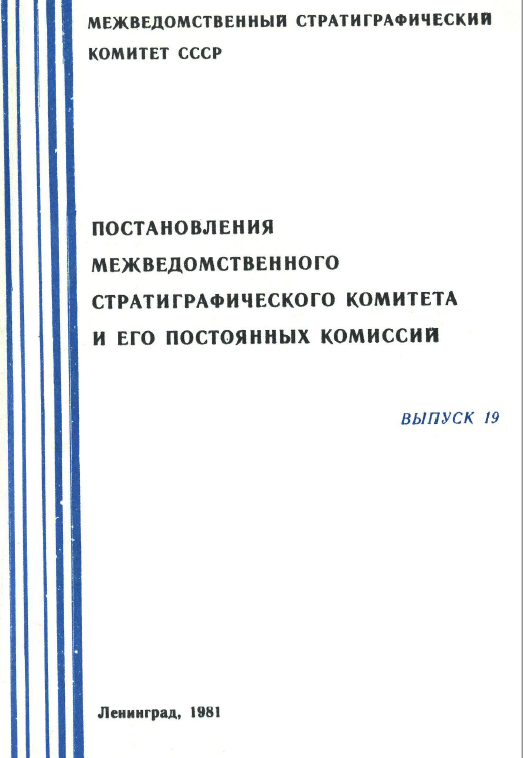 МЕЖВЕДОМСТВЕННЫЙ СТРАТИГРАФИЧЕСКИЙ
КОМИТЕТ СССР
ПОСТАНОВЛЕНИЯ
МЕЖВЕДОМСТВЕННОГО
СТРАТИГРАФИЧЕСКОГО КОМИТЕТА
И ЕГО ПОСТОЯННЫХ КОМИССИЙ
ВЫПУСК 19
Ленинград, 1981